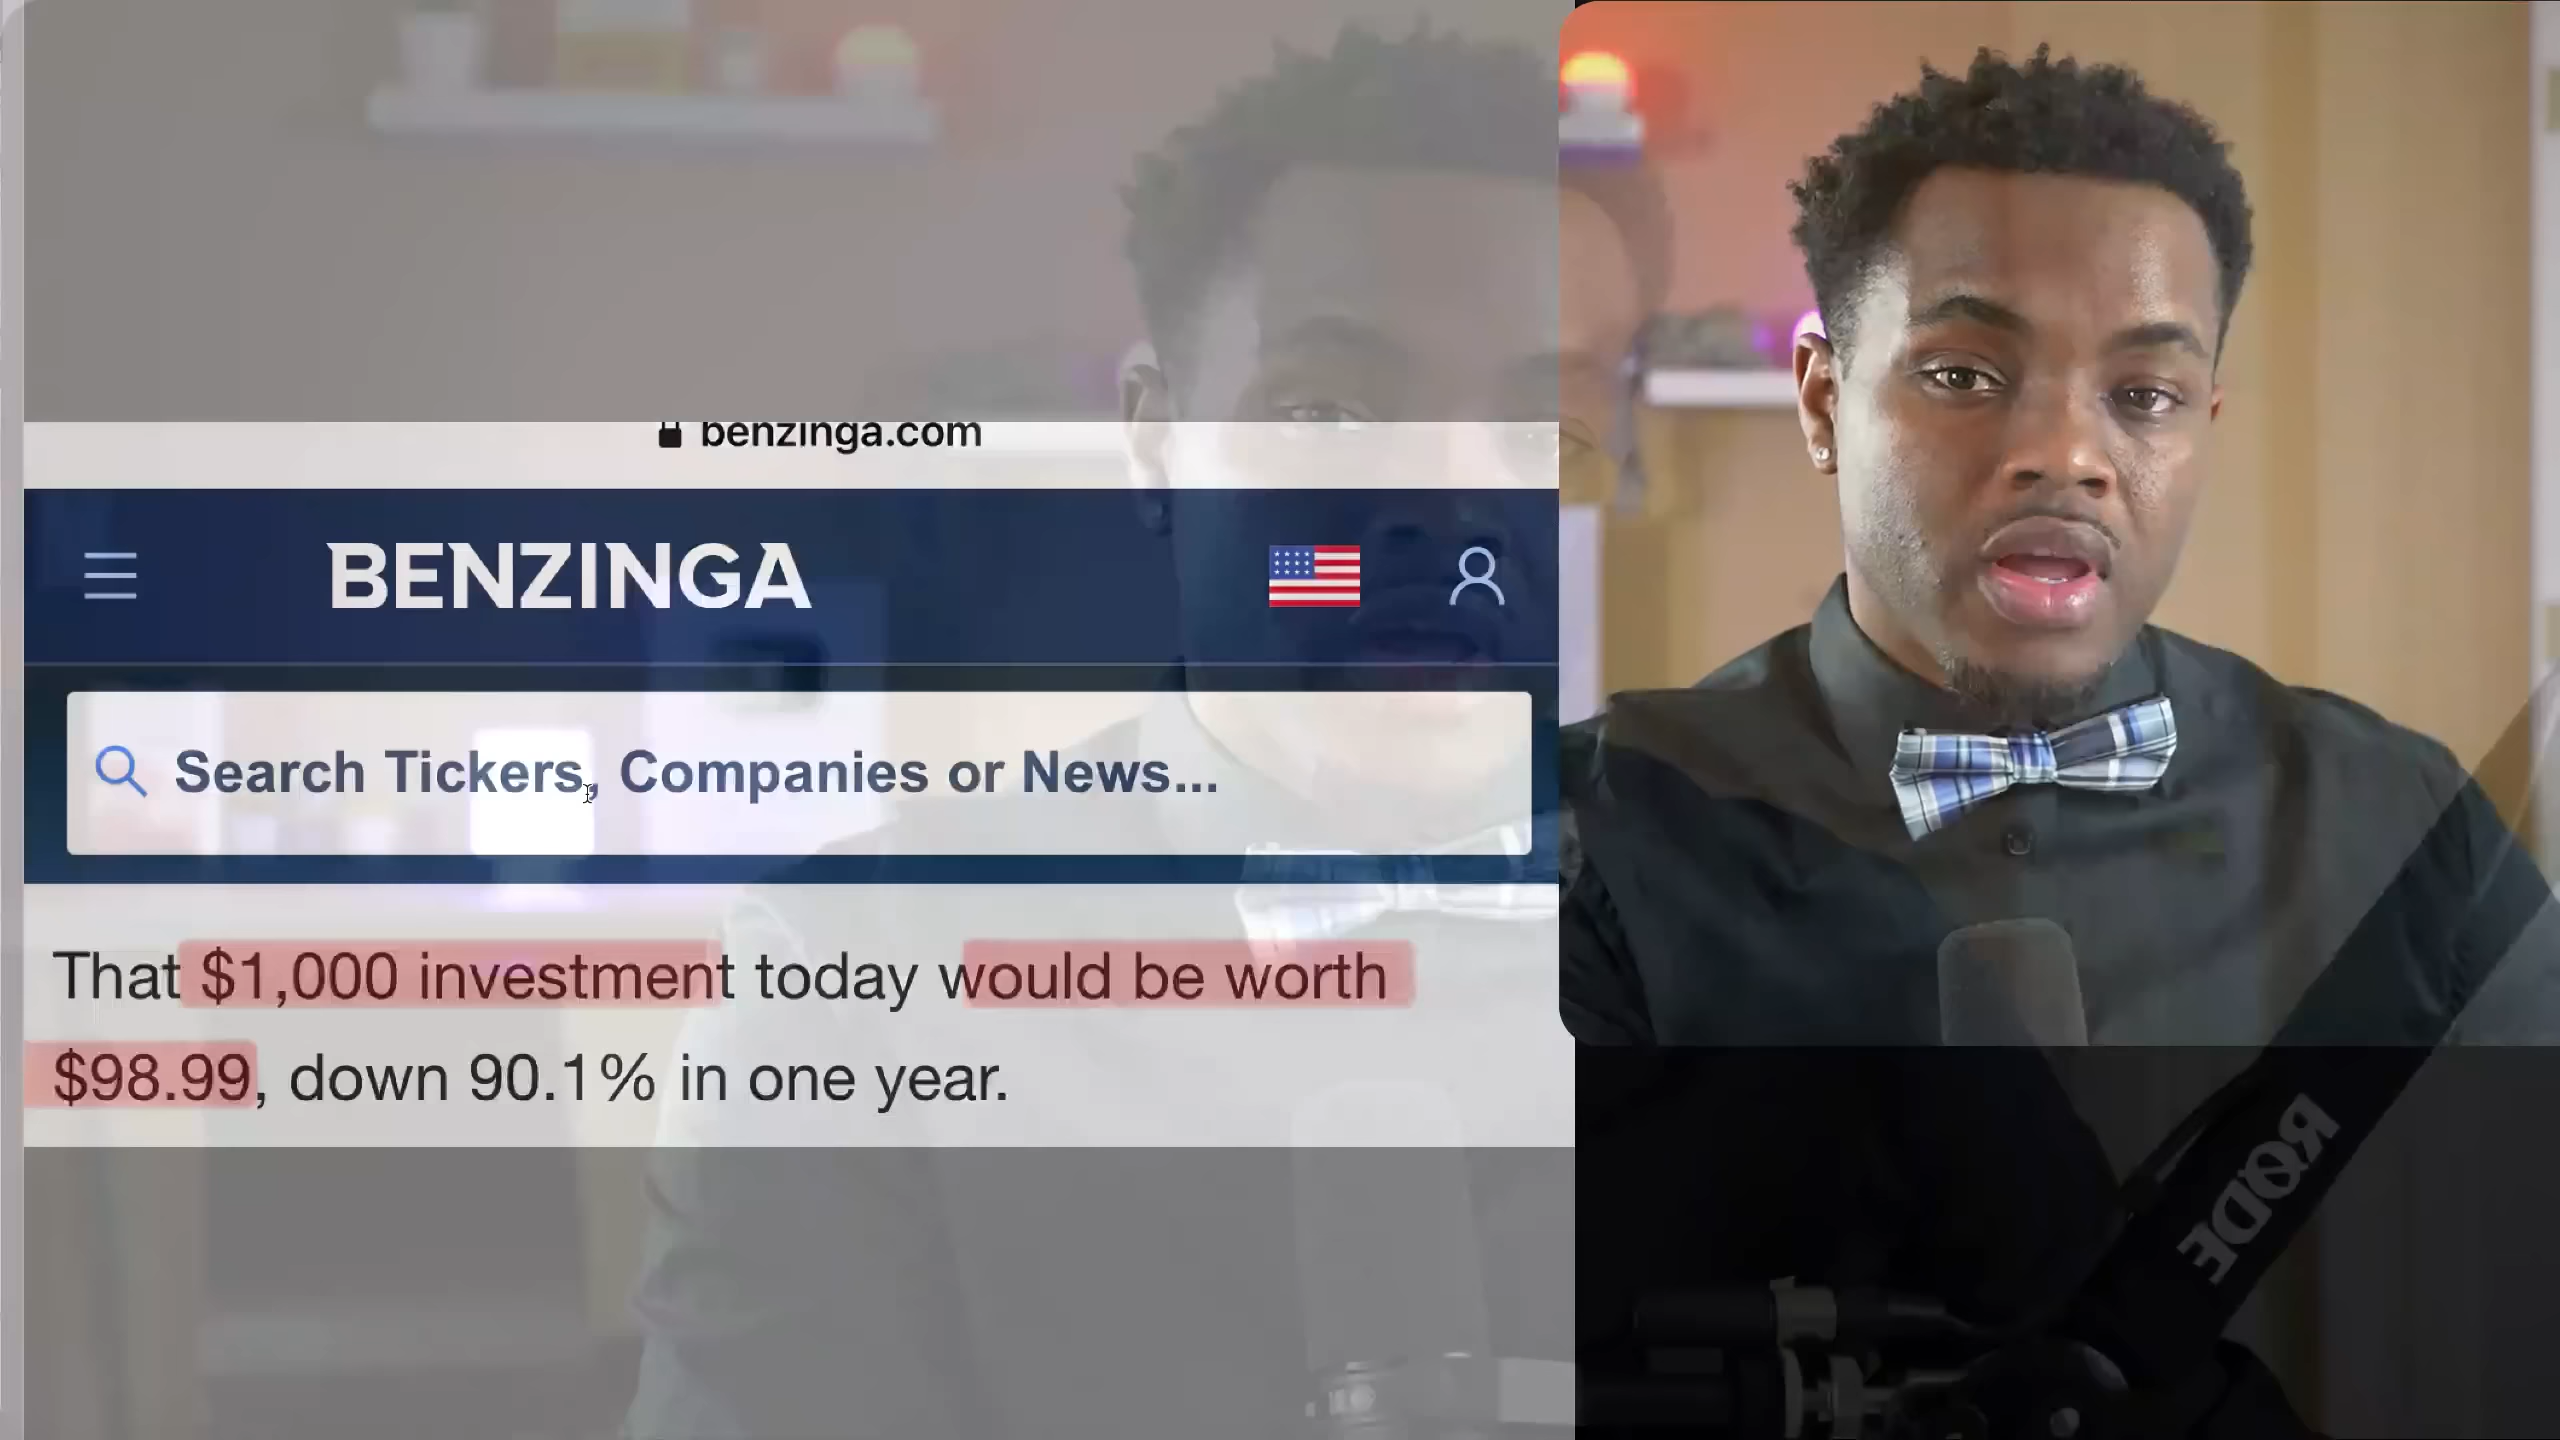 benzinga.com
BENZINGA
Search Tickers, Companies or News...
That $1,000 investment today would be worth
$98.99, down 90.1% in one year.
RØDE